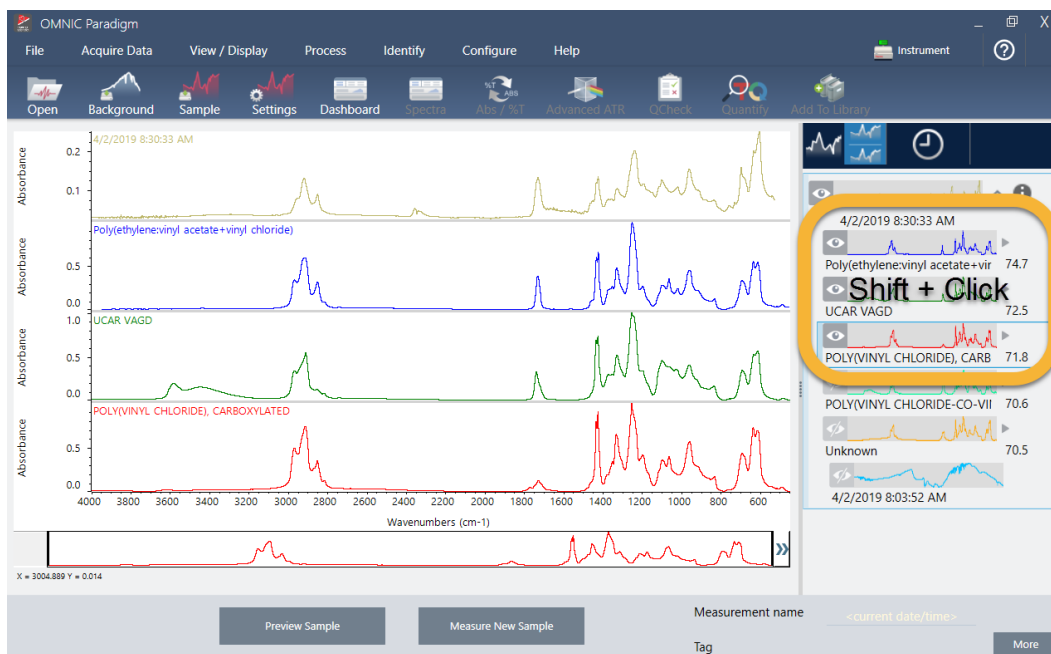 OMNIC Paradigm
File Acquire Data View / Display Process Identify Configure Help Instrument ?
%T ABS
Open Background Sample Settings Dashboard Spectra Abs / %T Advanced ATR QCheck Quantify Add To Library
4/2/2019 8:30:33 AM
Absorbance
0.2
0.1
Poly(ethylene:vinyl acetate+vinyl chloride)
Absorbance
0.5
0.0
UCAR VAGD
Absorbance
1.0
0.5
0.0
POLY(VINYL CHLORIDE), CARBOXYLATED
Absorbance
0.5
0.0
4000 3800 3600 3400 3200 3000 2800 2600 2400 2200 2000 1800 1600 1400 1200 1000 800 600
Wavenumbers (cm-1)
X = 3004.889 Y = 0.014
4/2/2019 8:30:33 AM
Poly(ethylene:vinyl acetate+vir 74.7
Shift + Click
UCAR VAGD 72.5
POLY(VINYL CHLORIDE), CARB 71.8
POLY(VINYL CHLORIDE-CO-VII 70.6
Unknown 70.5
4/2/2019 8:03:52 AM
Preview Sample Measure New Sample
Measurement name <current date/time>
Tag
More